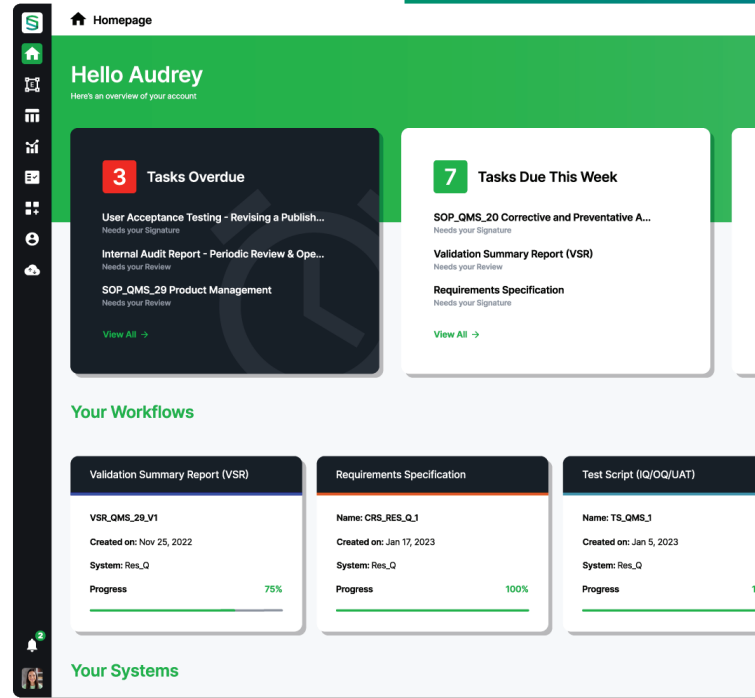 S
Homepage
E
Hello Audrey
Here's an overview of your account
3 Tasks Overdue
User Acceptance Testing - Revising a Publish...
Needs your Signature
Internal Audit Report - Periodic Review & Ope...
Needs your Review
SOP_QMS_29 Product Management
Needs your Review
View All →
7 Tasks Due This Week
SOP_QMS_20 Corrective and Preventative A...
Needs your Signature
Validation Summary Report (VSR)
Needs your Review
Requirements Specification
Needs your Signature
View All →
Your Workflows
Validation Summary Report (VSR)
VSR_QMS_29_V1
Created on: Nov 25, 2022
System: Res_Q
Progress 75%
Requirements Specification
Name: CRS_RES_Q_1
Created on: Jan 17, 2023
System: Res_Q
Progress 100%
Test Script (IQ/OQ/UAT)
Name: TS_QMS_1
Created on: Jan 5, 2023
System: Res_Q
Progress
2
Your Systems